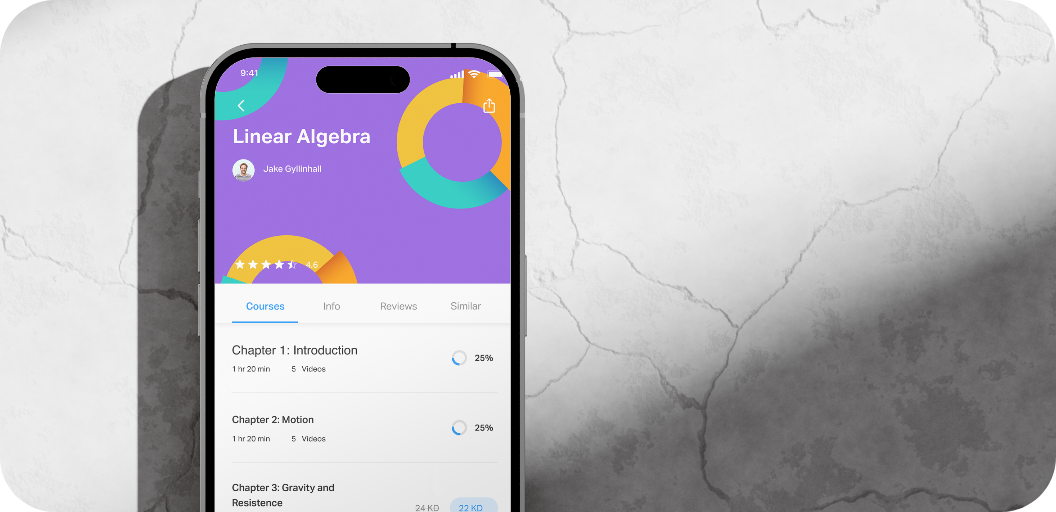 9:41
Linear Algebra
Jake Gyllinhall
4.6
Courses Info Reviews Similar
Chapter 1: Introduction
1 hr 20 min 5 Videos
25%
Chapter 2: Motion
1 hr 20 min 5 Videos
25%
Chapter 3: Gravity and
Resistence
24 KD 22 KD